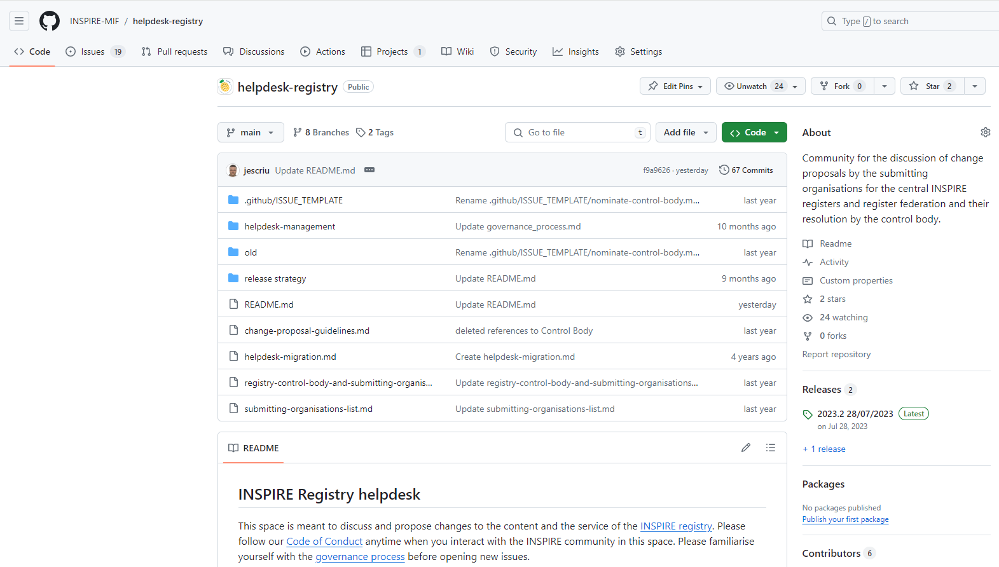 INSPIRE-MIF / helpdesk-registry
Type / to search
Code Issues 19 Pull requests Discussions Actions Projects 1 Wiki Security Insights Settings
helpdesk-registry Public
Edit Pins Unwatch 24 Fork 0 Star 2
main 8 Branches 2 Tags Go to file t Add file Code
jescriu Update README.md f9a9626 · yesterday 67 Commits
.github/ISSUE_TEMPLATE Rename .github/ISSUE_TEMPLATE/nominate-control-body.m... last year
helpdesk-management Update governance_process.md 10 months ago
old Rename .github/ISSUE_TEMPLATE/nominate-control-body.m... last year
release strategy Update README.md 9 months ago
README.md Update README.md yesterday
change-proposal-guidelines.md deleted references to Control Body last year
helpdesk-migration.md Create helpdesk-migration.md 4 years ago
registry-control-body-and-submitting-organis... Update registry-control-body-and-submitting-organisations... last year
submitting-organisations-list.md Update submitting-organisations-list.md last year
README
INSPIRE Registry helpdesk
This space is meant to discuss and propose changes to the content and the service of the INSPIRE registry. Please
follow our Code of Conduct anytime when you interact with the INSPIRE community in this space. Please familiarise
yourself with the governance process before opening new issues.
About
Community for the discussion of change
proposals by the submitting
organisations for the central INSPIRE
registers and register federation and their
resolution by the control body.
Readme
Activity
Custom properties
2 stars
24 watching
0 forks
Report repository
Releases 2
2023.2 28/07/2023 Latest
on Jul 28, 2023
+ 1 release
Packages
No packages published
Publish your first package
Contributors 6